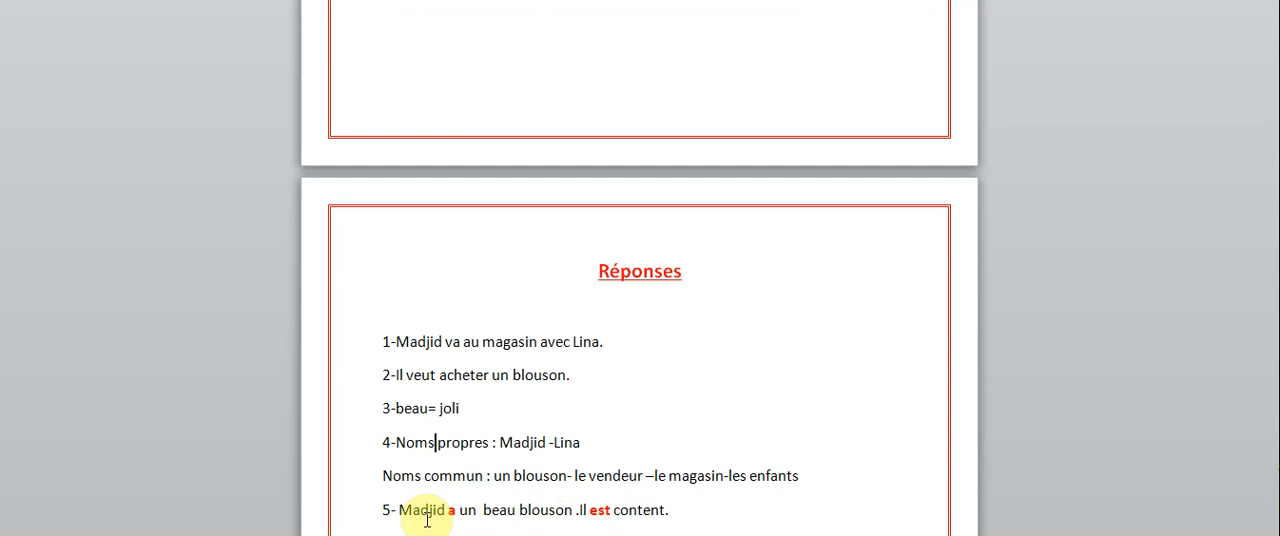 Réponses
1-Madjid va au magasin avec Lina.
2-Il veut acheter un blouson.
3-beau= joli
4-Noms propres : Madjid -Lina
Noms commun : un blouson- le vendeur –le magasin-les enfants
5- Madjid a un  beau blouson .Il est content.